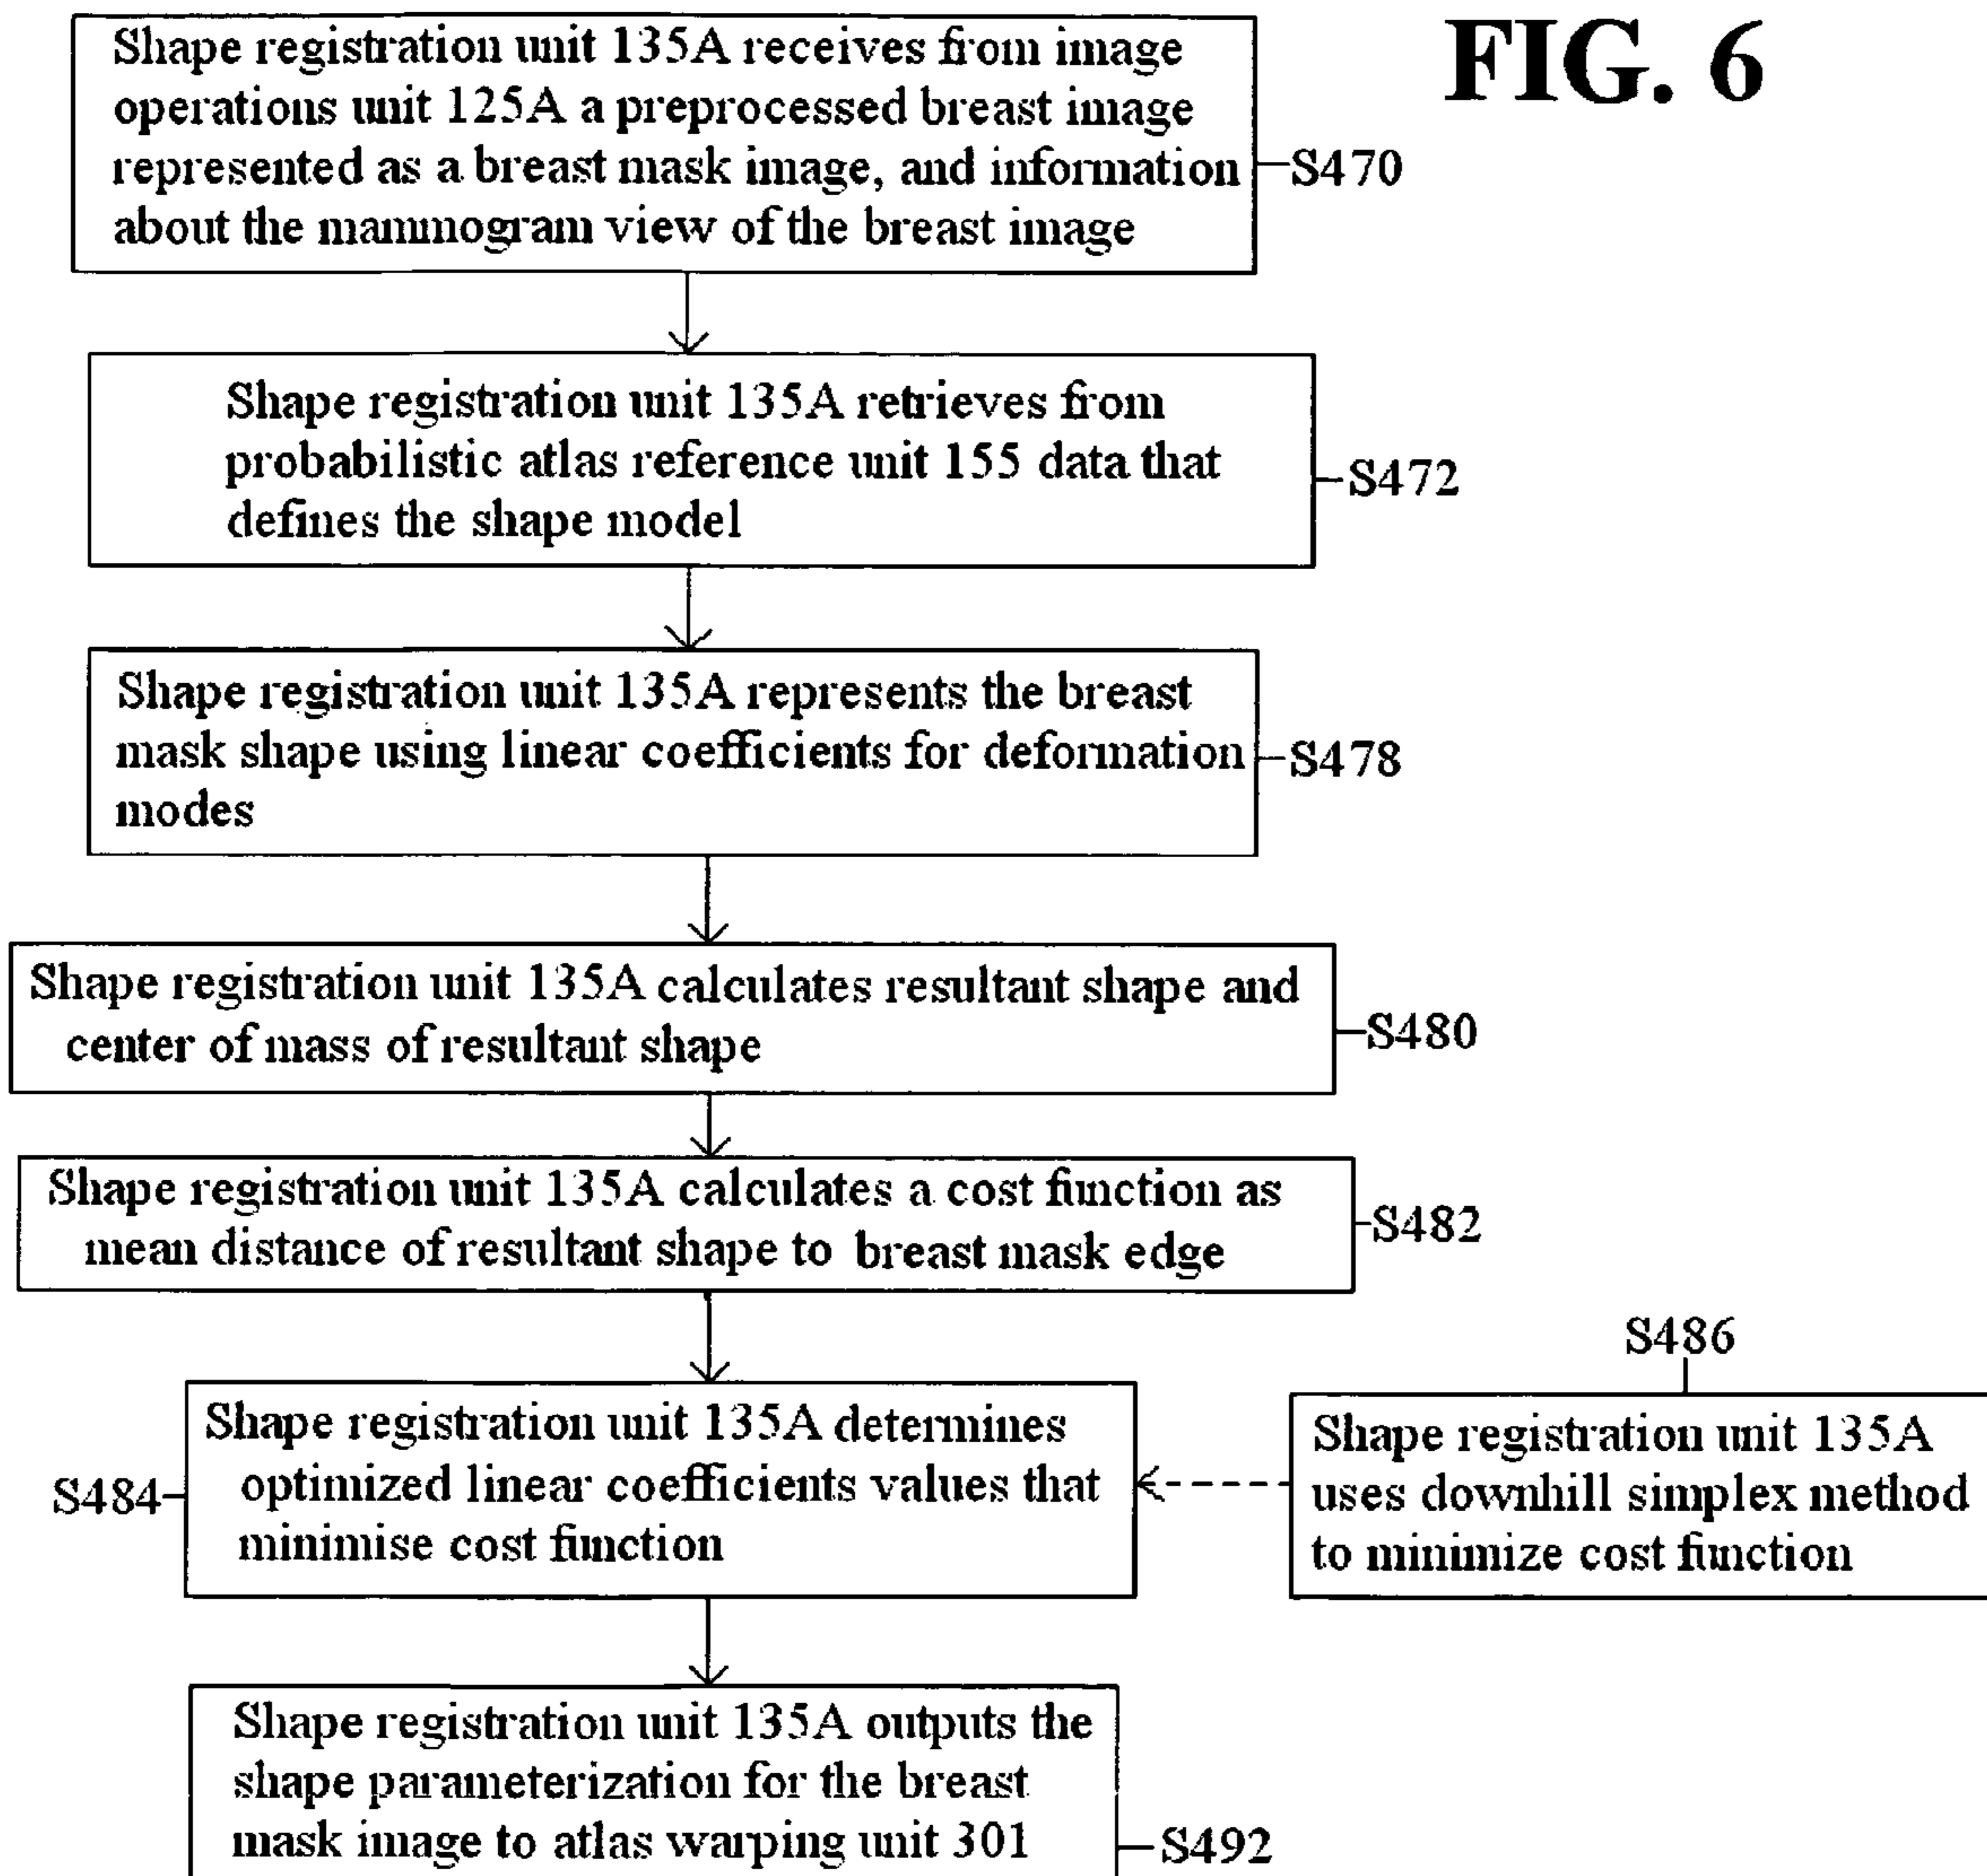 FIG. 6
Shape registration unit 135A receives from image
operations unit 125A a preprocessed breast image
represented as a breast mask image, and information
about the mammogram view of the breast image
S470
Shape registration unit 135A retrieves from
probabilistic atlas reference unit 155 data that
defines the shape model
S472
Shape registration unit 135A represents the breast
mask shape using linear coefficients for deformation
modes
S478
Shape registration unit 135A calculates resultant shape and
center of mass of resultant shape
S480
Shape registration unit 135A calculates a cost function as
mean distance of resultant shape to breast mask edge
S482
Shape registration unit 135A determines
optimized linear coefficients values that
minimise cost function
S484
S486
Shape registration unit 135A
uses downhill simplex method
to minimize cost function
Shape registration unit 135A outputs the
shape parameterization for the breast
mask image to atlas warping unit 301
S492